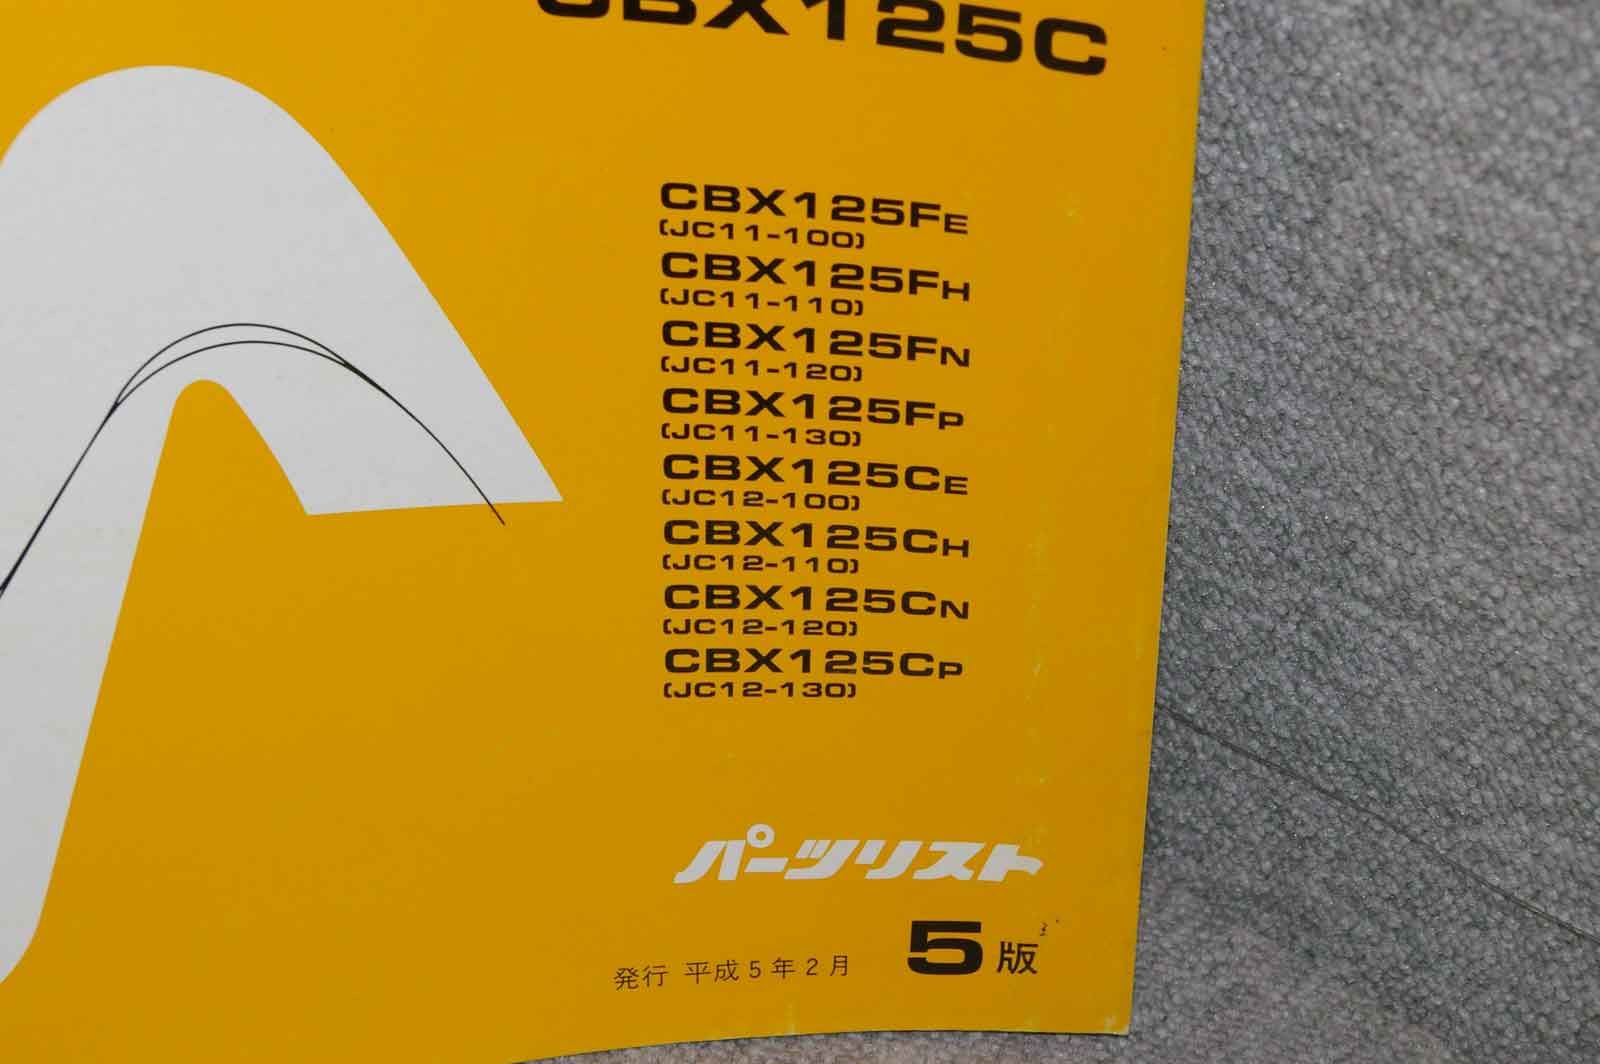 CBX125C
CBX125FE
(JC11-100)
CBX125FH
(JC11-110)
CBX125FN
(JC11-120)
CBX125FP
(JC11-130)
CBX125CE
(JC12-100)
CBX125CH
(JC12-110)
CBX125CN
(JC12-120)
CBX125CP
(JC12-130)
パーツリスト
発行 平成5年2月 5版